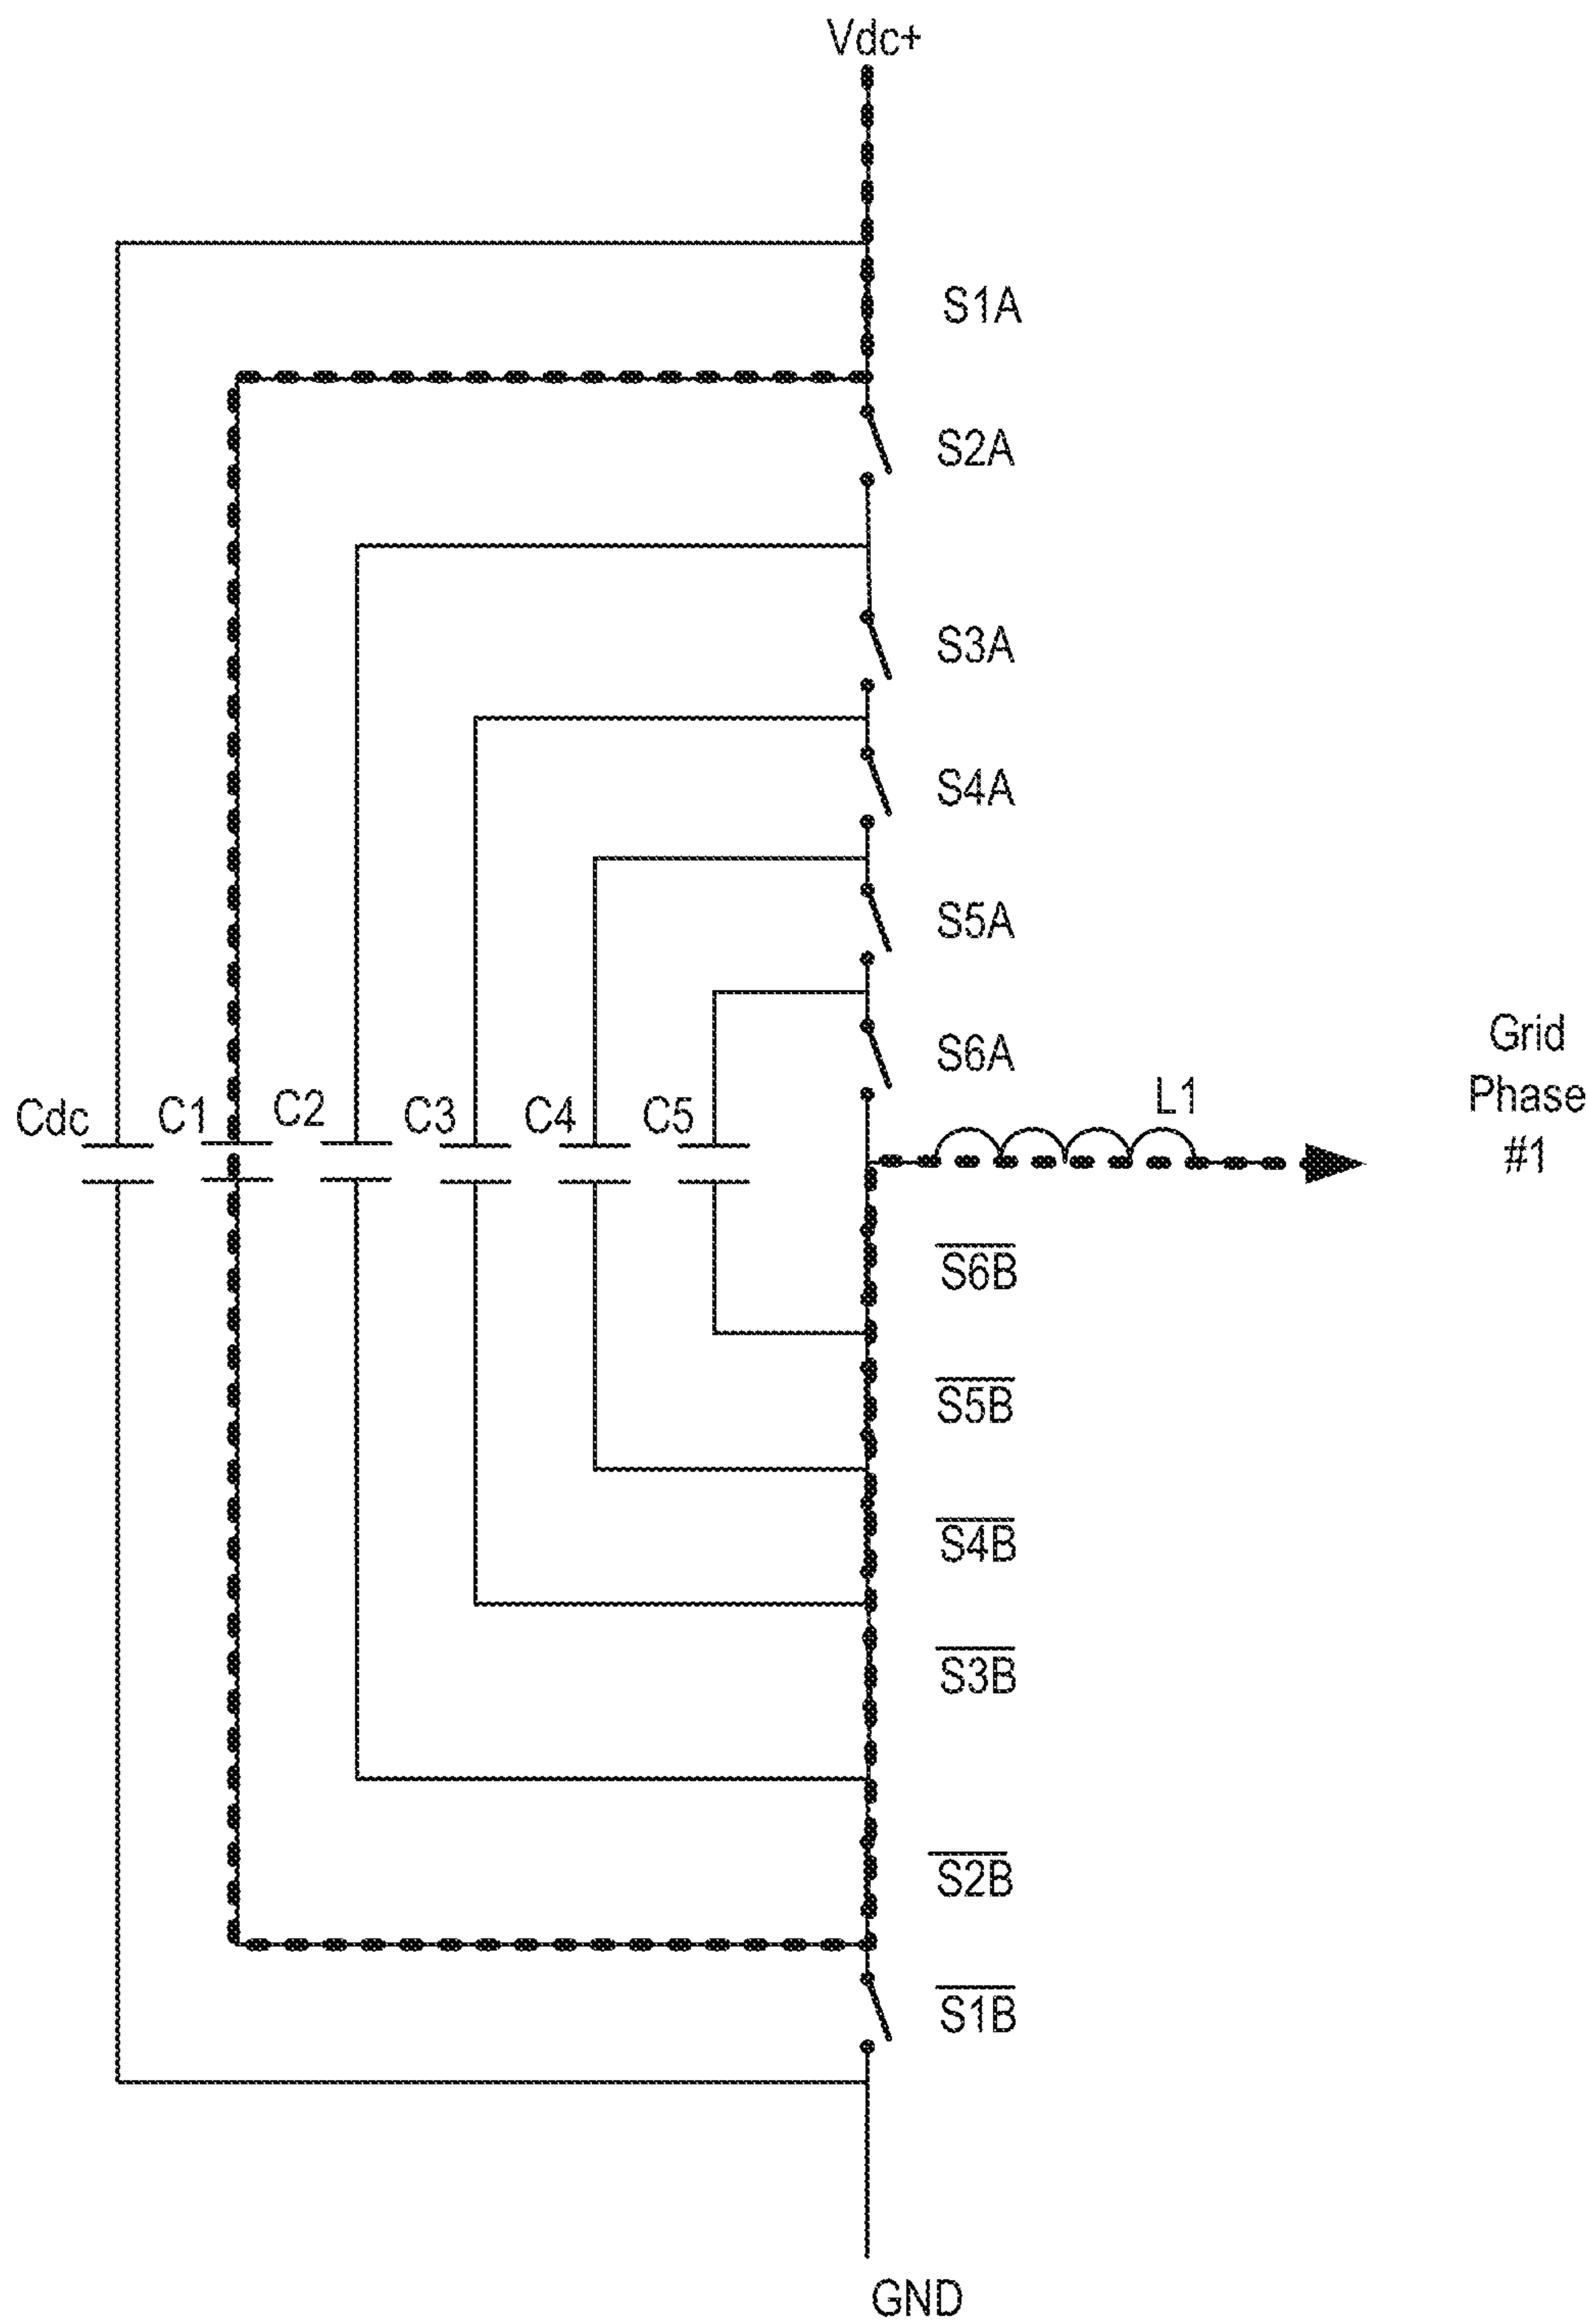 Vdc+
S1A
S2A
S3A
S4A
S5A
S6A
Cdc
C1
C2
C3
C4
C5
L1
Grid
Phase
#1
S6B
S5B
S4B
S3B
S2B
S1B
GND